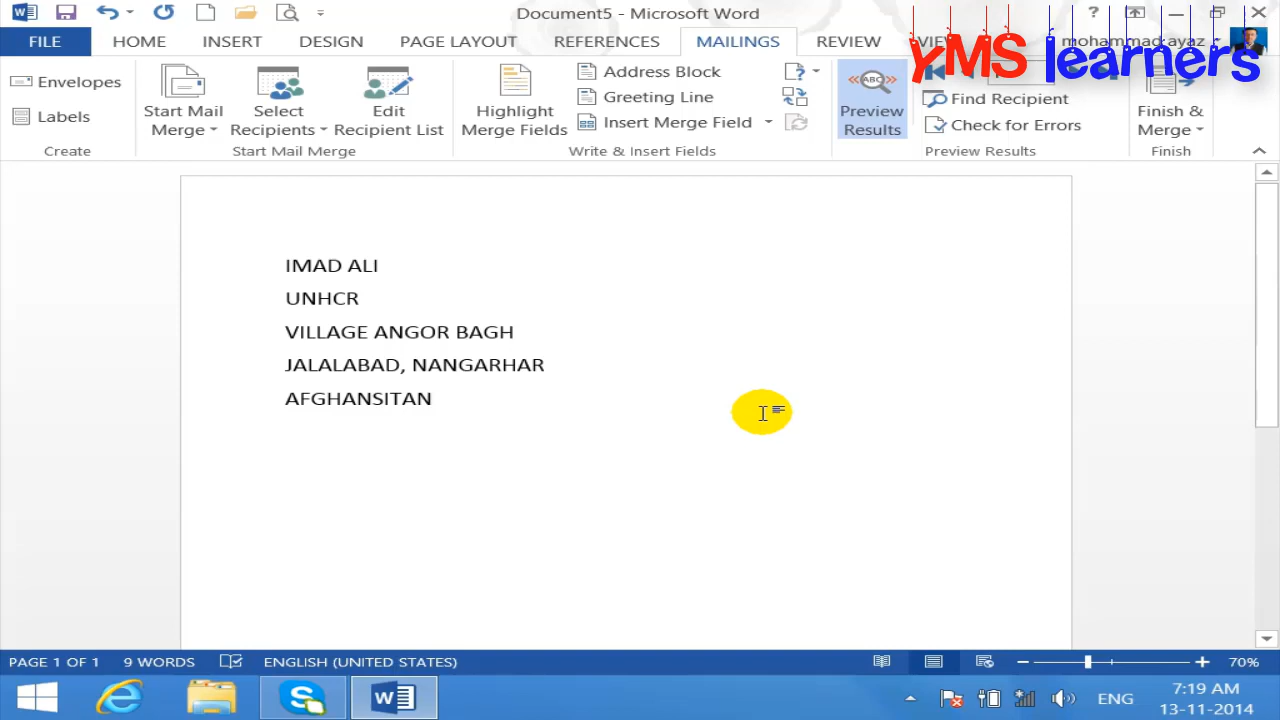 Document5 - Microsoft Word
?
FILE HOME INSERT DESIGN PAGE LAYOUT REFERENCES MAILINGS REVIEW VIEW mohammad ayaz
YMS learners
Envelopes
Labels
Create
Start Mail
Merge
Select
Recipients
Edit
Recipient List
Start Mail Merge
Highlight
Merge Fields
Address Block
Greeting Line
Insert Merge Field
Write & Insert Fields
ABC
Preview
Results
Find Recipient
Check for Errors
Preview Results
Finish &
Merge
Finish
IMAD ALI
UNHCR
VILLAGE ANGOR BAGH
JALALABAD, NANGARHAR
AFGHANSITAN
PAGE 1 OF 1 9 WORDS ENGLISH (UNITED STATES) 70%
ENG
7:19 AM
13-11-2014